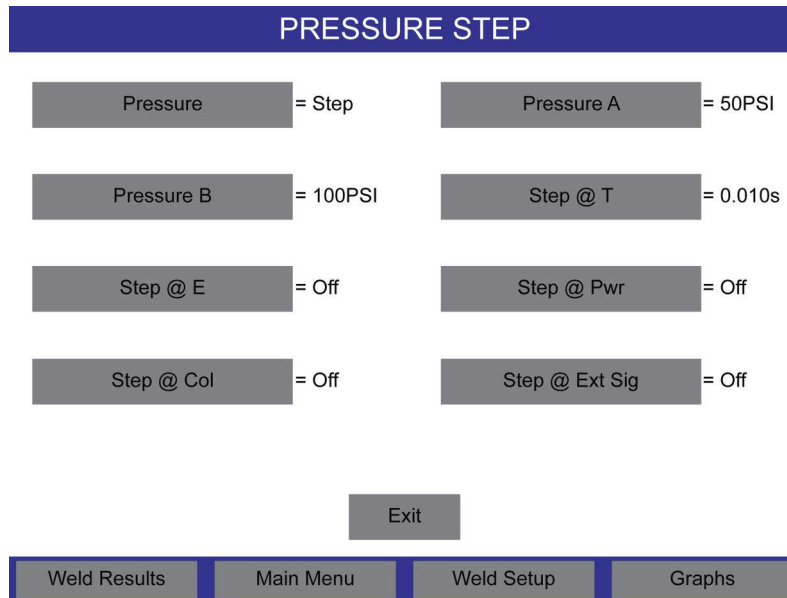 PRESSURE STEP
Pressure = Step
Pressure A = 50PSI
Pressure B = 100PSI
Step @ T = 0.010s
Step @ E = Off
Step @ Pwr = Off
Step @ Col = Off
Step @ Ext Sig = Off
Exit
Weld Results
Main Menu
Weld Setup
Graphs